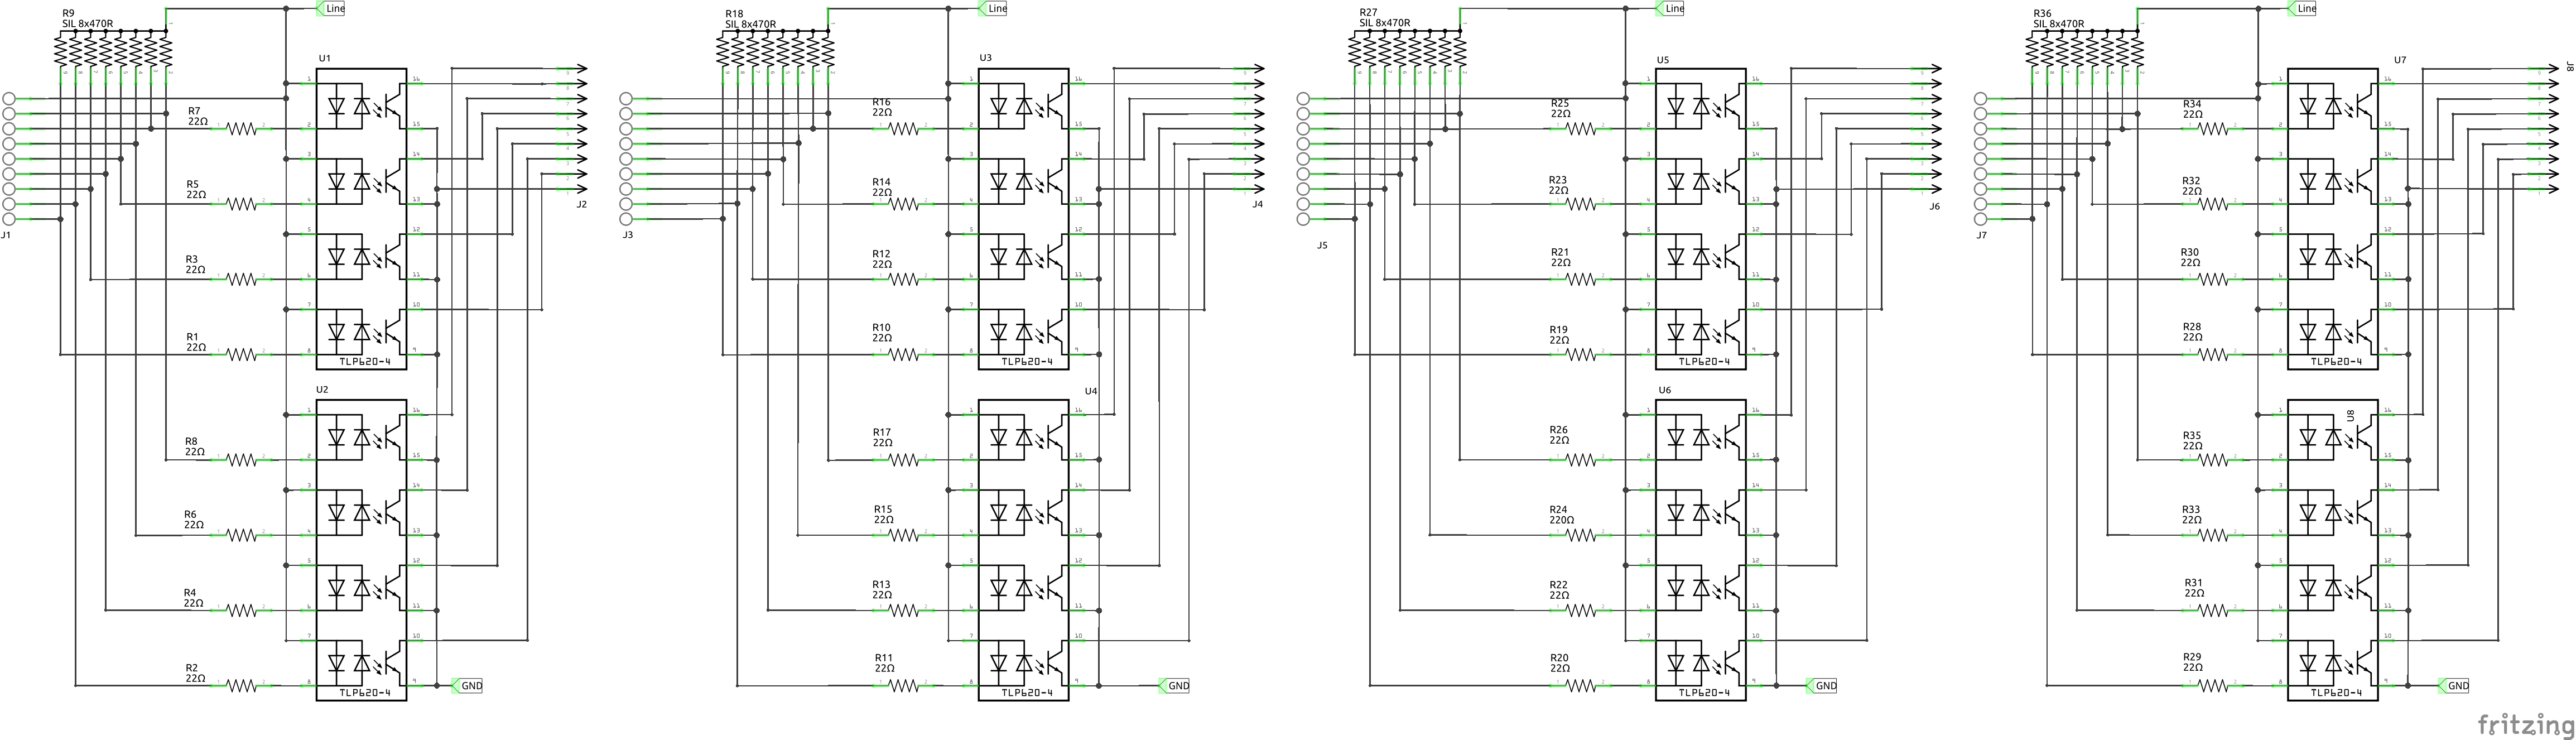 R9
SIL 8x470R
Line
U1
R7
22Ω
R5
22Ω
R3
22Ω
R1
22Ω
TLP620-4
J1
J2
U2
R8
22Ω
R6
22Ω
R4
22Ω
R2
22Ω
TLP620-4
GND
R18
SIL 8x470R
Line
U3
R16
22Ω
R14
22Ω
R12
22Ω
R10
22Ω
TLP620-4
J3
J4
U4
R17
22Ω
R15
22Ω
R13
22Ω
R11
22Ω
TLP620-4
GND
R27
SIL 8x470R
Line
U5
R25
22Ω
R23
22Ω
R21
22Ω
R19
22Ω
TLP620-4
J5
J6
U6
R26
22Ω
R24
220Ω
R22
22Ω
R20
22Ω
TLP620-4
GND
R36
SIL 8x470R
Line
U7
J8
R34
22Ω
R32
22Ω
R30
22Ω
R28
22Ω
TLP620-4
J7
U8
R35
22Ω
R33
22Ω
R31
22Ω
R29
22Ω
TLP620-4
GND
fritzing